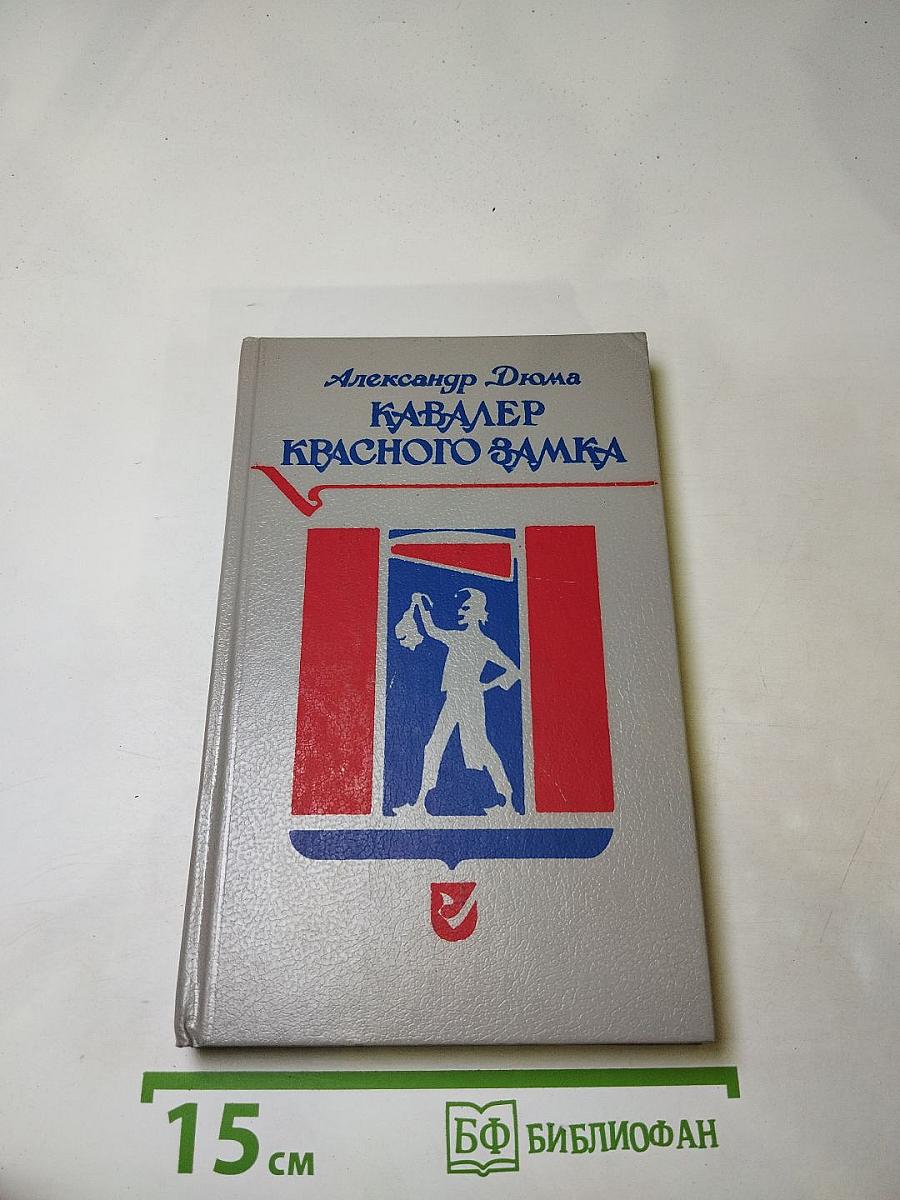 Александр Дюма
КАВАЛЕР
КРАСНОГО ЗАМКА
15 см
БФ БИБЛИОФАН